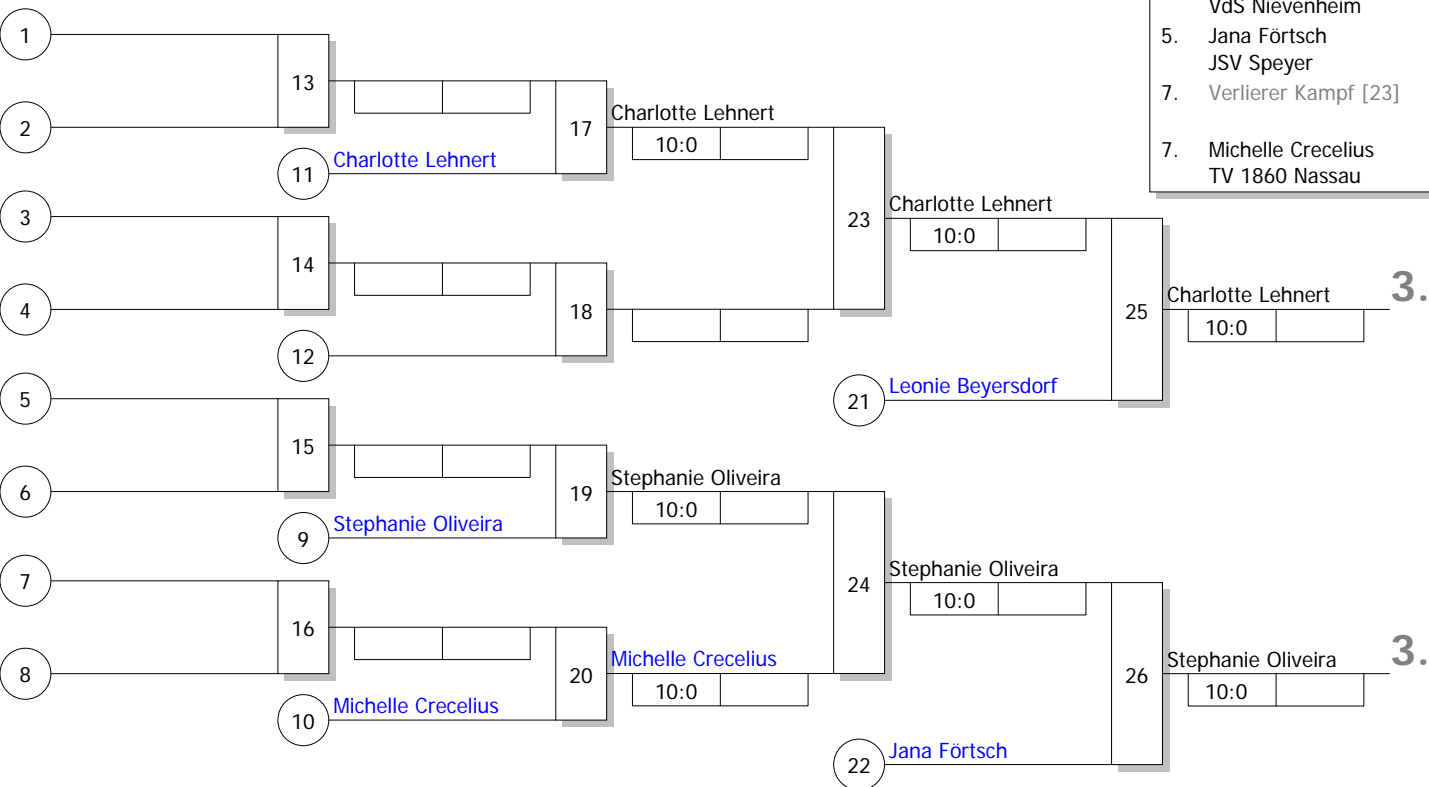 VdS Nievenheim
1
5. Jana Förtsch
JSV Speyer
13
7. Verlierer Kampf [23]
Charlotte Lehnert
2
17
10:0
7. Michelle Crecelius
TV 1860 Nassau
11 Charlotte Lehnert
3
23
Charlotte Lehnert
10:0
14
3.
Charlotte Lehnert
4
18
25
10:0
12
5
21 Leonie Beyersdorf
15
Stephanie Oliveira
6
19
10:0
9 Stephanie Oliveira
7
24
Stephanie Oliveira
10:0
16
3.
Michelle Crecelius
Stephanie Oliveira
8
20
10:0
26
10:0
10 Michelle Crecelius
22 Jana Förtsch